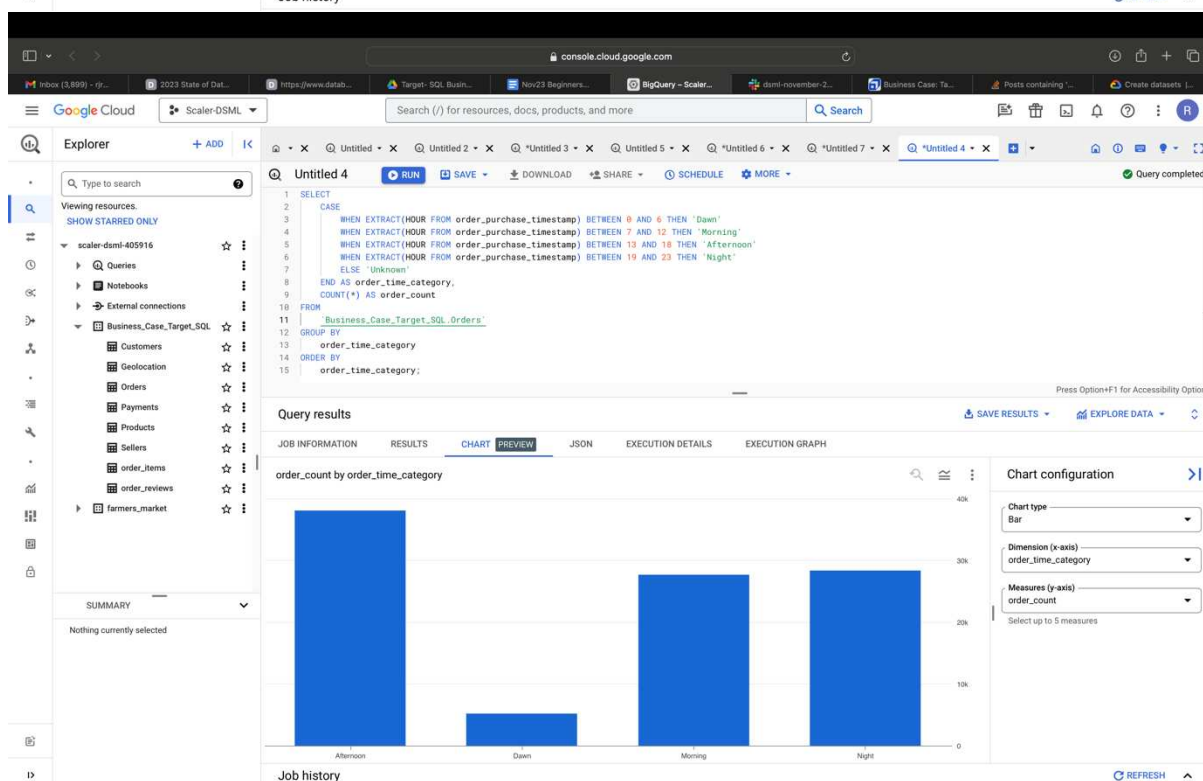 Job history
REFRESH
console.cloud.google.com
Inbox (3,899) - rjr...
2023 State of Dat...
https://www.datab...
Target- SQL Busin...
Nov23 Beginners...
BigQuery – Scaler...
dsml-november-2...
Business Case: Ta...
Posts containing '...
Create datasets |...
Google Cloud
Scaler-DSML
Search (/) for resources, docs, products, and more
Search
R
Explorer
+ ADD
Untitled
Untitled 2
*Untitled 3
Untitled 5
*Untitled 6
*Untitled 7
*Untitled 4
Type to search
Viewing resources.
SHOW STARRED ONLY
scaler-dsml-405916
Queries
Notebooks
External connections
Business_Case_Target_SQL
Customers
Geolocation
Orders
Payments
Products
Sellers
order_items
order_reviews
farmers_market
SUMMARY
Nothing currently selected
Untitled 4
RUN
SAVE
DOWNLOAD
SHARE
SCHEDULE
MORE
Query completed
1 SELECT
2 CASE
3 WHEN EXTRACT(HOUR FROM order_purchase_timestamp) BETWEEN 0 AND 6 THEN 'Dawn'
4 WHEN EXTRACT(HOUR FROM order_purchase_timestamp) BETWEEN 7 AND 12 THEN 'Morning'
5 WHEN EXTRACT(HOUR FROM order_purchase_timestamp) BETWEEN 13 AND 18 THEN 'Afternoon'
6 WHEN EXTRACT(HOUR FROM order_purchase_timestamp) BETWEEN 19 AND 23 THEN 'Night'
7 ELSE 'Unknown'
8 END AS order_time_category,
9 COUNT(*) AS order_count
10 FROM
11 `Business_Case_Target_SQL.Orders`
12 GROUP BY
13 order_time_category
14 ORDER BY
15 order_time_category;
Press Option+F1 for Accessibility Option
Query results
SAVE RESULTS
EXPLORE DATA
JOB INFORMATION
RESULTS
CHART PREVIEW
JSON
EXECUTION DETAILS
EXECUTION GRAPH
order_count by order_time_category
40k
30k
20k
10k
0
Afternoon
Dawn
Morning
Night
Chart configuration
Chart type
Bar
Dimension (x-axis)
order_time_category
Measures (y-axis)
order_count
Select up to 5 measures
Job history
REFRESH